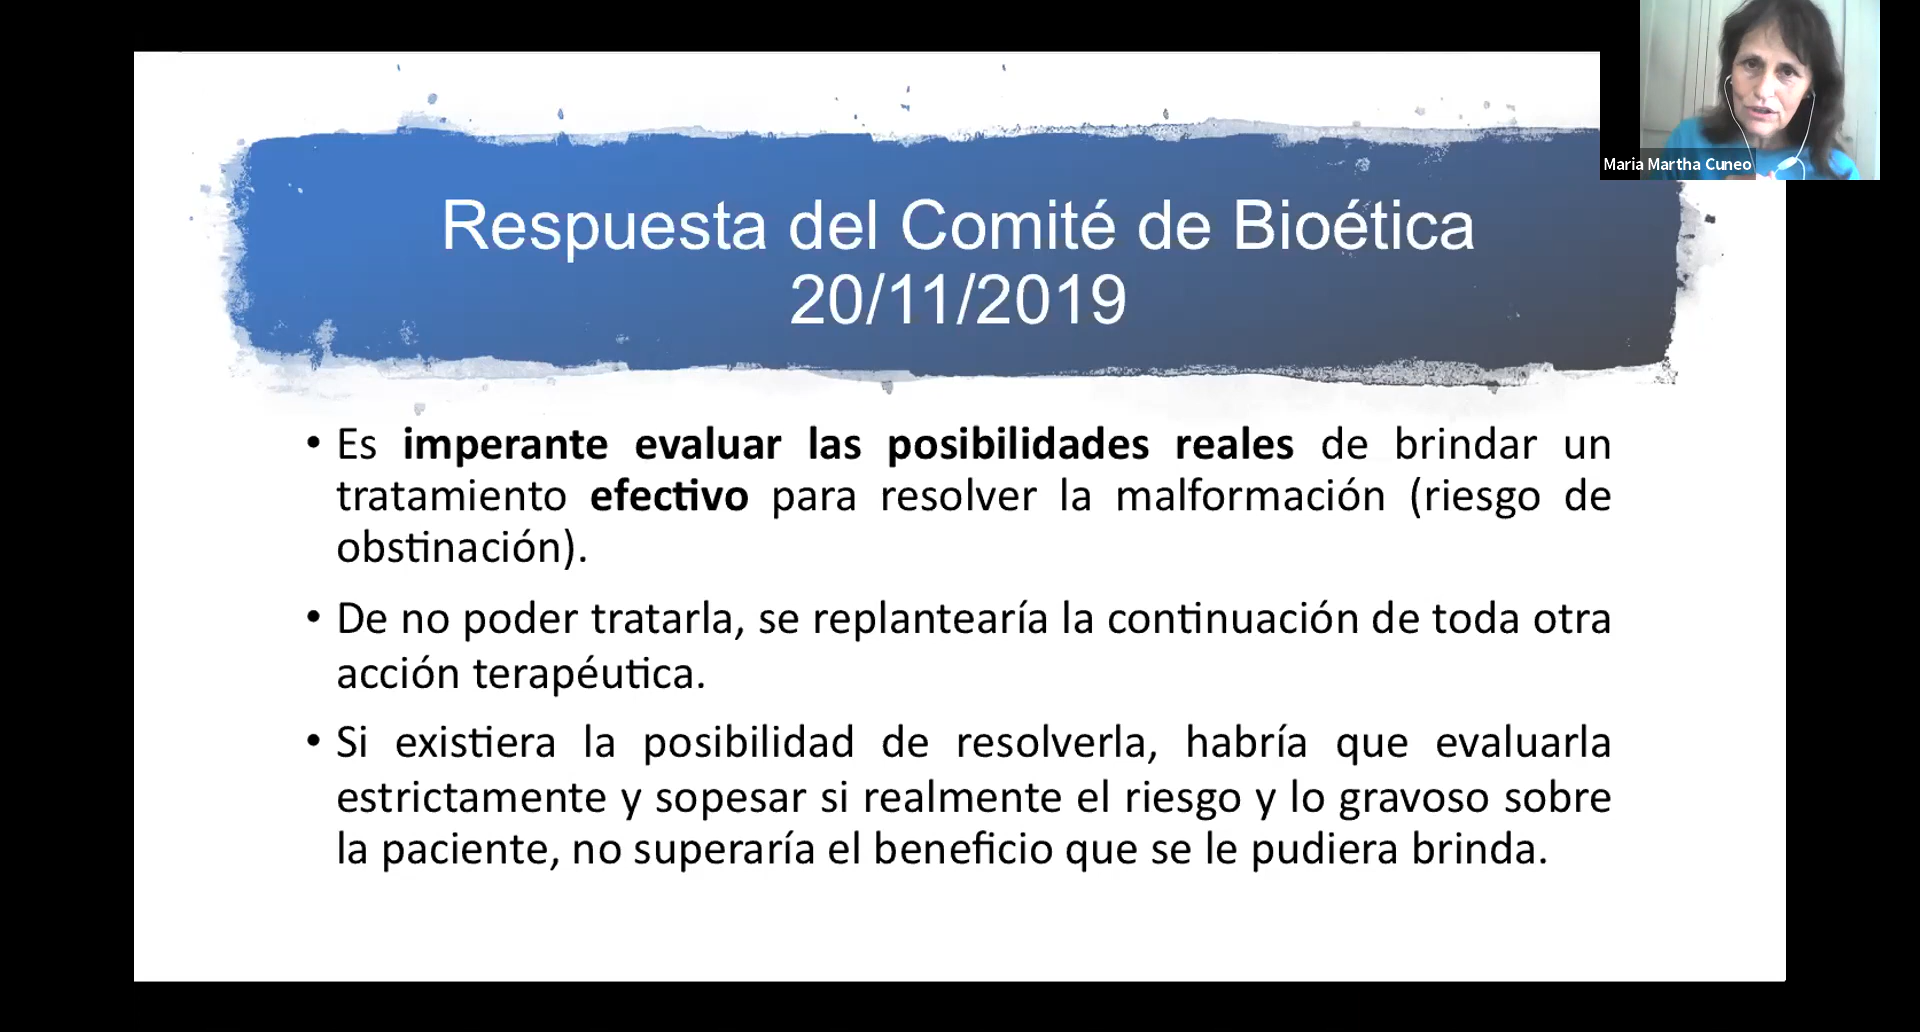 Maria Martha Cuneo
Respuesta del Comité de Bioética
20/11/2019
• Es imperante evaluar las posibilidades reales de brindar un
tratamiento efectivo para resolver la malformación (riesgo de
obstinación).
• De no poder tratarla, se replantearía la continuación de toda otra
acción terapéutica.
• Si existiera la posibilidad de resolverla, habría que evaluarla
estrictamente y sopesar si realmente el riesgo y lo gravoso sobre
la paciente, no superaría el beneficio que se le pudiera brinda.